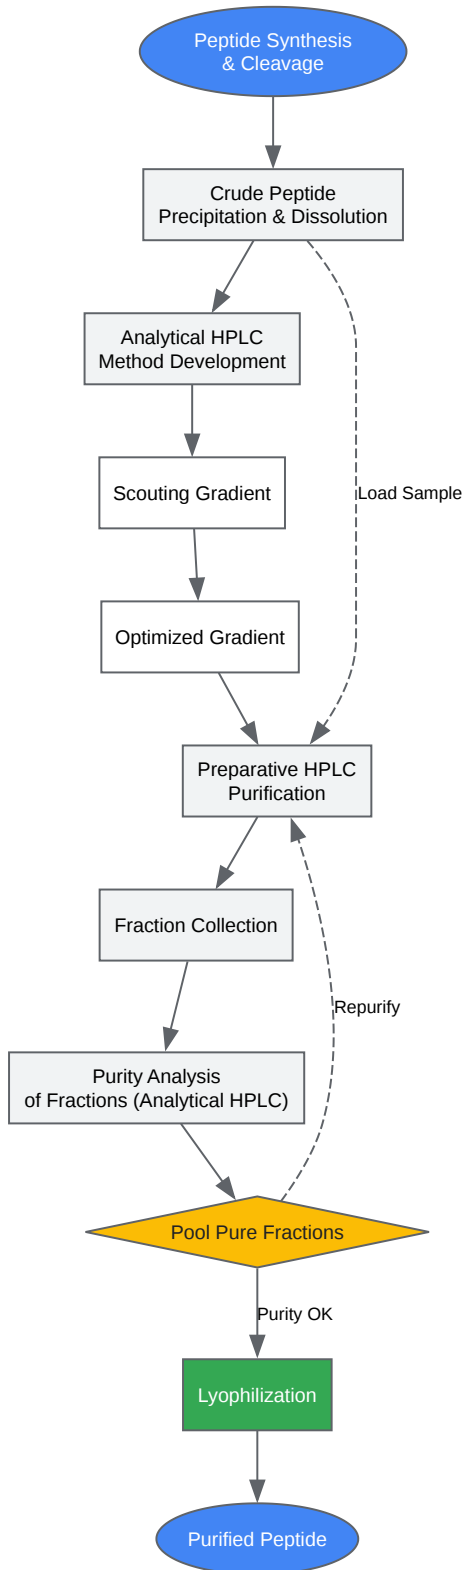 Peptide Synthesis
& Cleavage
Crude Peptide
Precipitation & Dissolution
Analytical HPLC
Method Development
Scouting Gradient
Load Sample
Optimized Gradient
Preparative HPLC
Purification
Fraction Collection
Repurify
Purity Analysis
of Fractions (Analytical HPLC)
Pool Pure Fractions
Purity OK
Lyophilization
Purified Peptide